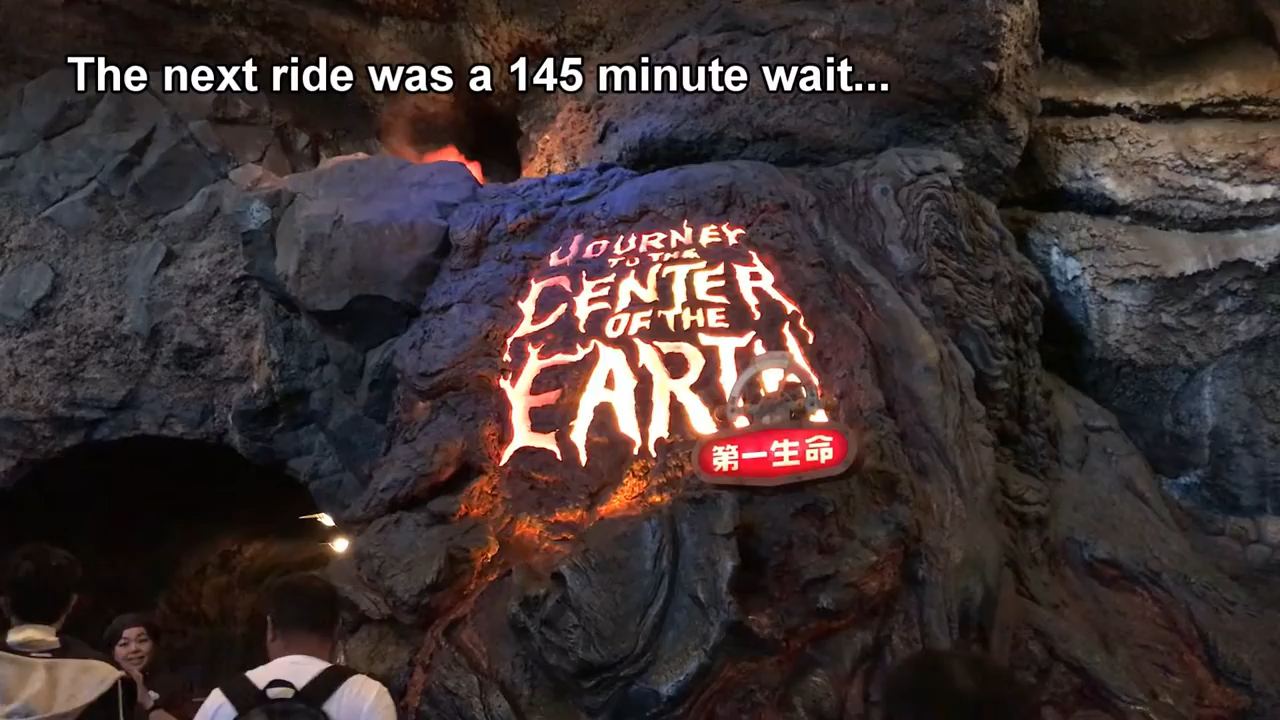 The next ride was a 145 minute wait...
JOURNEY
TO THE
CENTER
OF THE
EARTH
第一生命